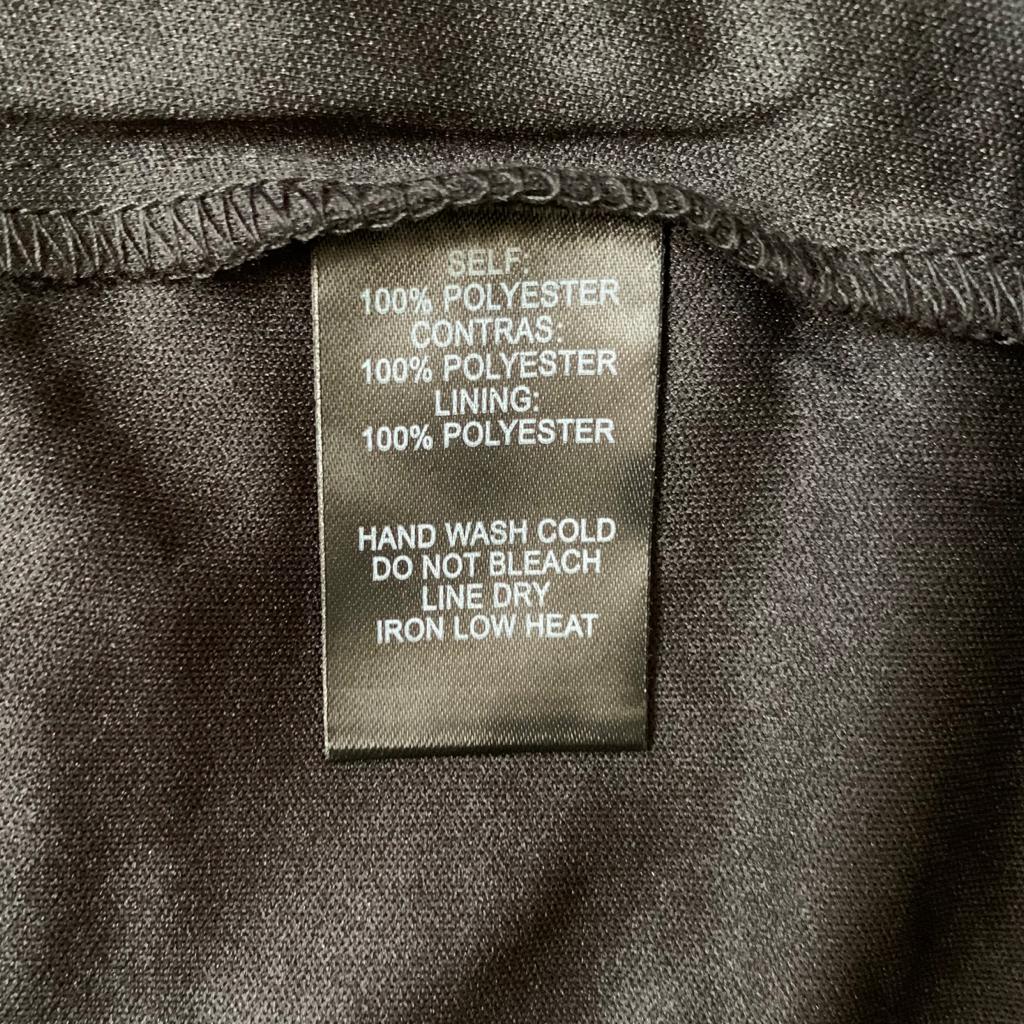 SELF:
100% POLYESTER
CONTRAS:
100% POLYESTER
LINING:
100% POLYESTER
HAND WASH COLD
DO NOT BLEACH
LINE DRY
IRON LOW HEAT